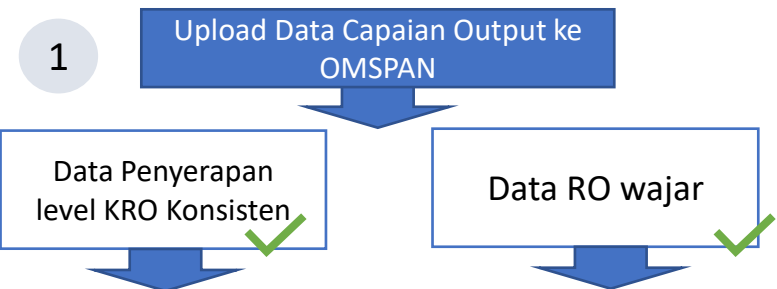 1
Upload Data Capaian Output ke
OMSPAN
Data Penyerapan
level KRO Konsisten
Data RO wajar